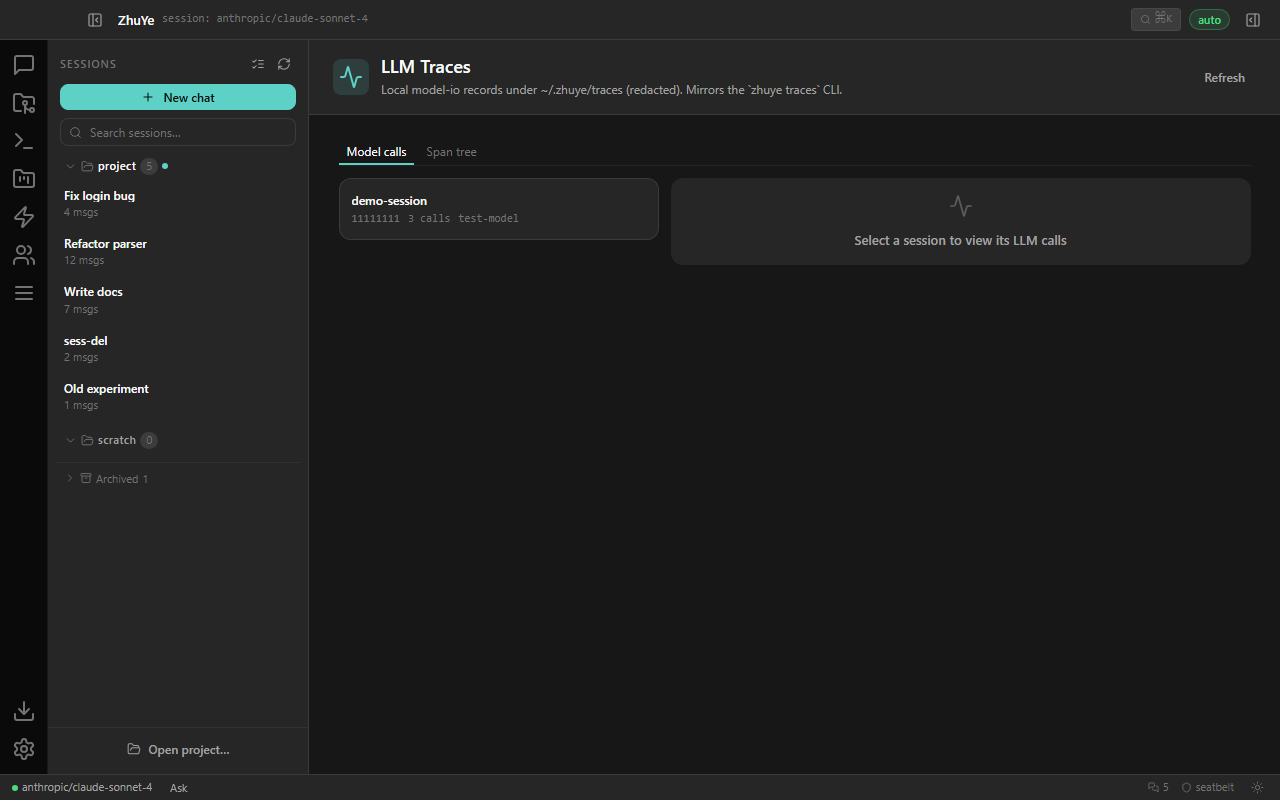 ZhuYe session: anthropic/claude-sonnet-4
⌘K
auto
SESSIONS
New chat
Search sessions...
project 5
Fix login bug
4 msgs
Refactor parser
12 msgs
Write docs
7 msgs
sess-del
2 msgs
Old experiment
1 msgs
scratch 0
Archived 1
Open project...
LLM Traces
Local model-io records under ~/.zhuye/traces (redacted). Mirrors the `zhuye traces` CLI.
Refresh
Model calls
Span tree
demo-session
11111111 3 calls test-model
Select a session to view its LLM calls
anthropic/claude-sonnet-4
Ask
5
seatbelt